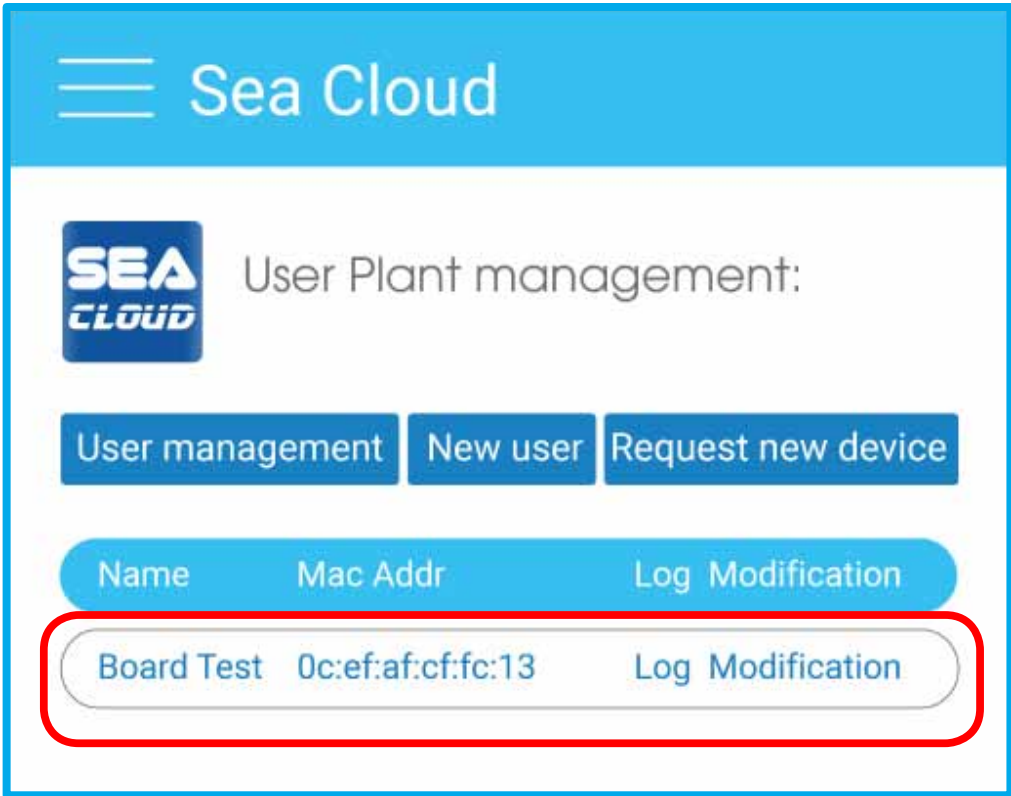 Sea Cloud
SEA
CLOUD
User Plant management:
User management New user Request new device
Name Mac Addr Log Modification
Board Test 0c:ef:af:cf:fc:13 Log Modification